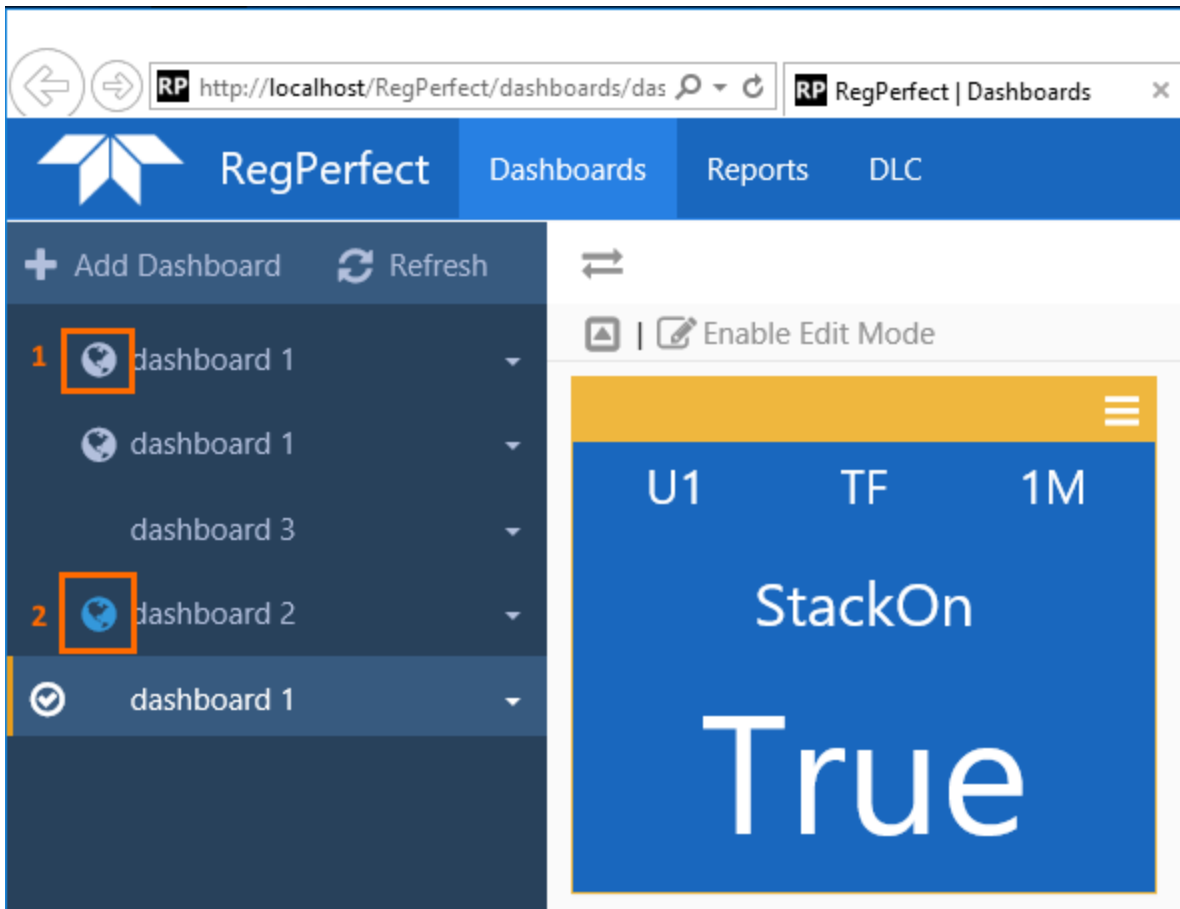 RP http://localhost/RegPerfect/dashboards/das
RP RegPerfect | Dashboards
RegPerfect Dashboards Reports DLC
Add Dashboard Refresh
| Enable Edit Mode
1 dashboard 1
dashboard 1
dashboard 3
2 dashboard 2
dashboard 1
U1 TF 1M
StackOn
True